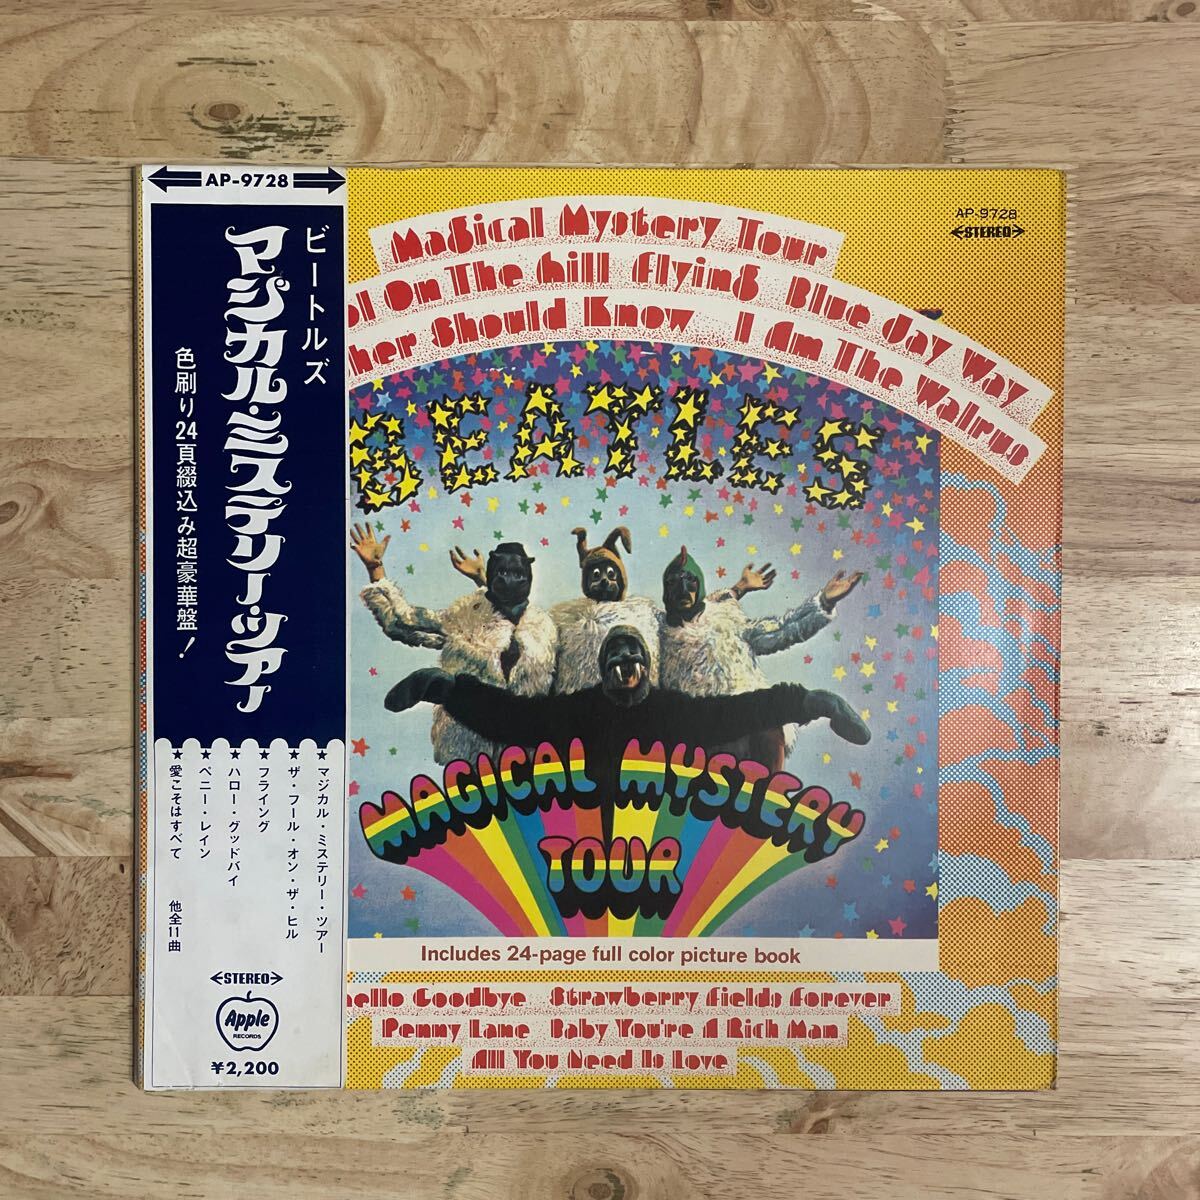 AP-9728
ビートルズ
マジカル・ミステリー・ツアー
色刷り24頁綴込み超豪華盤!
★マジカル・ミステリー・ツアー
★ザ・フール・オン・ザ・ヒル
★フライング
★ハロー・グッドバイ
★ペニー・レイン
★愛こそはすべて 他全11曲
STEREO
Apple
RECORDS
¥2,200
AP-9728
STEREO
Magical Mystery Tour
ol On The Hill Flying Blue Jay Way
her Should Know I Am The Walrus
BEATLES
MAGICAL MYSTERY
TOUR
Includes 24-page full color picture book
Hello Goodbye Strawberry Fields Forever
Penny Lane Baby You're A Rich Man
All You Need Is Love